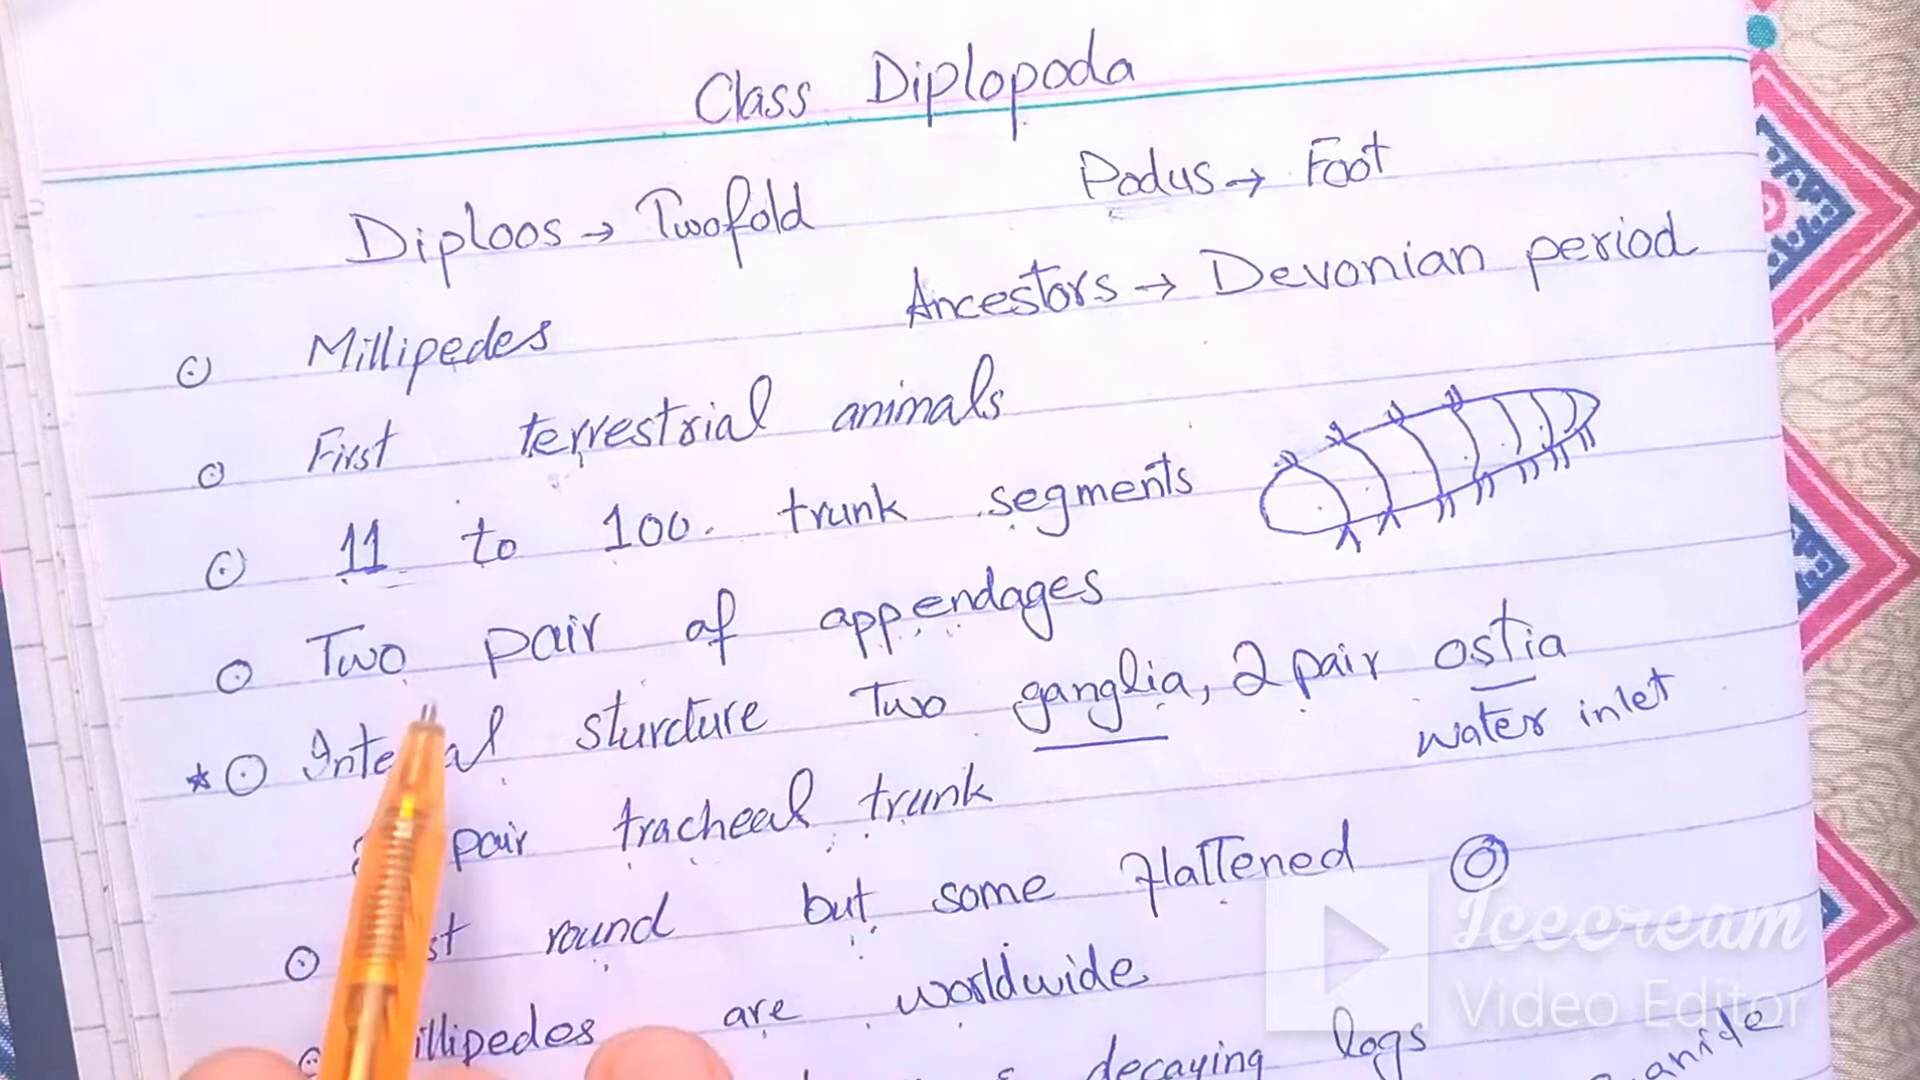 Class Diplopoda
Diploos → Twofold Podus → Foot
Ancestors → Devonian period
Millipedes
First terrestrial animals
11 to 100. trunk segments
Two pair of appendages
sturcture Two ganglia, 2 pair ostia
water inlet
pair tracheal trunk
round but some flattened
are worldwide
decaying logs
Icecream
Video Editor